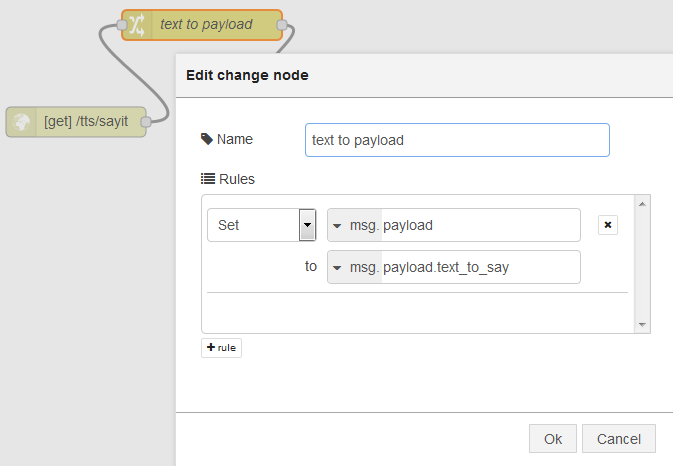 text to payload
[get] /tts/sayit
Edit change node
Name
text to payload
Rules
Set
msg. payload
to
msg. payload.text_to_say
rule
Ok
Cancel